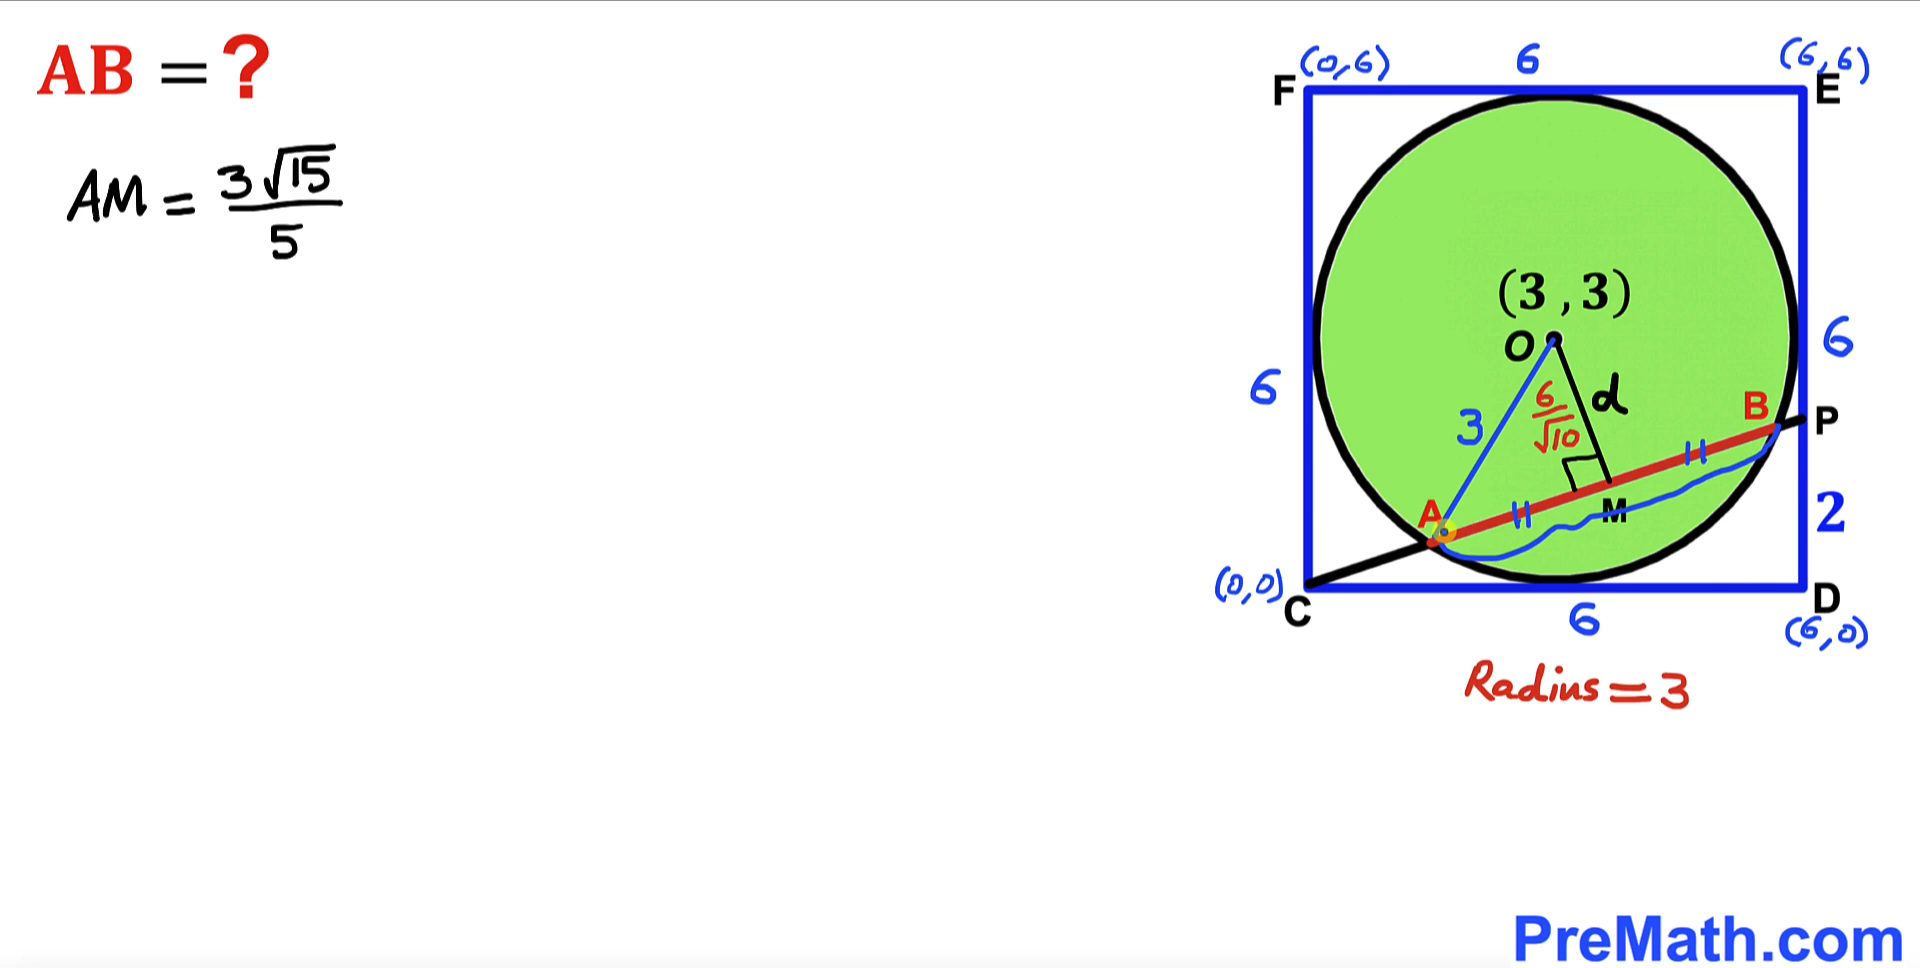 AB = ?
AM = 3√15/5
(0,6)
6
(6,6)
F
E
(3,3)
O
6
6
3
6/√10
d
B
P
A
M
2
(0,0)
C
D
6
(6,0)
Radius = 3
PreMath.com